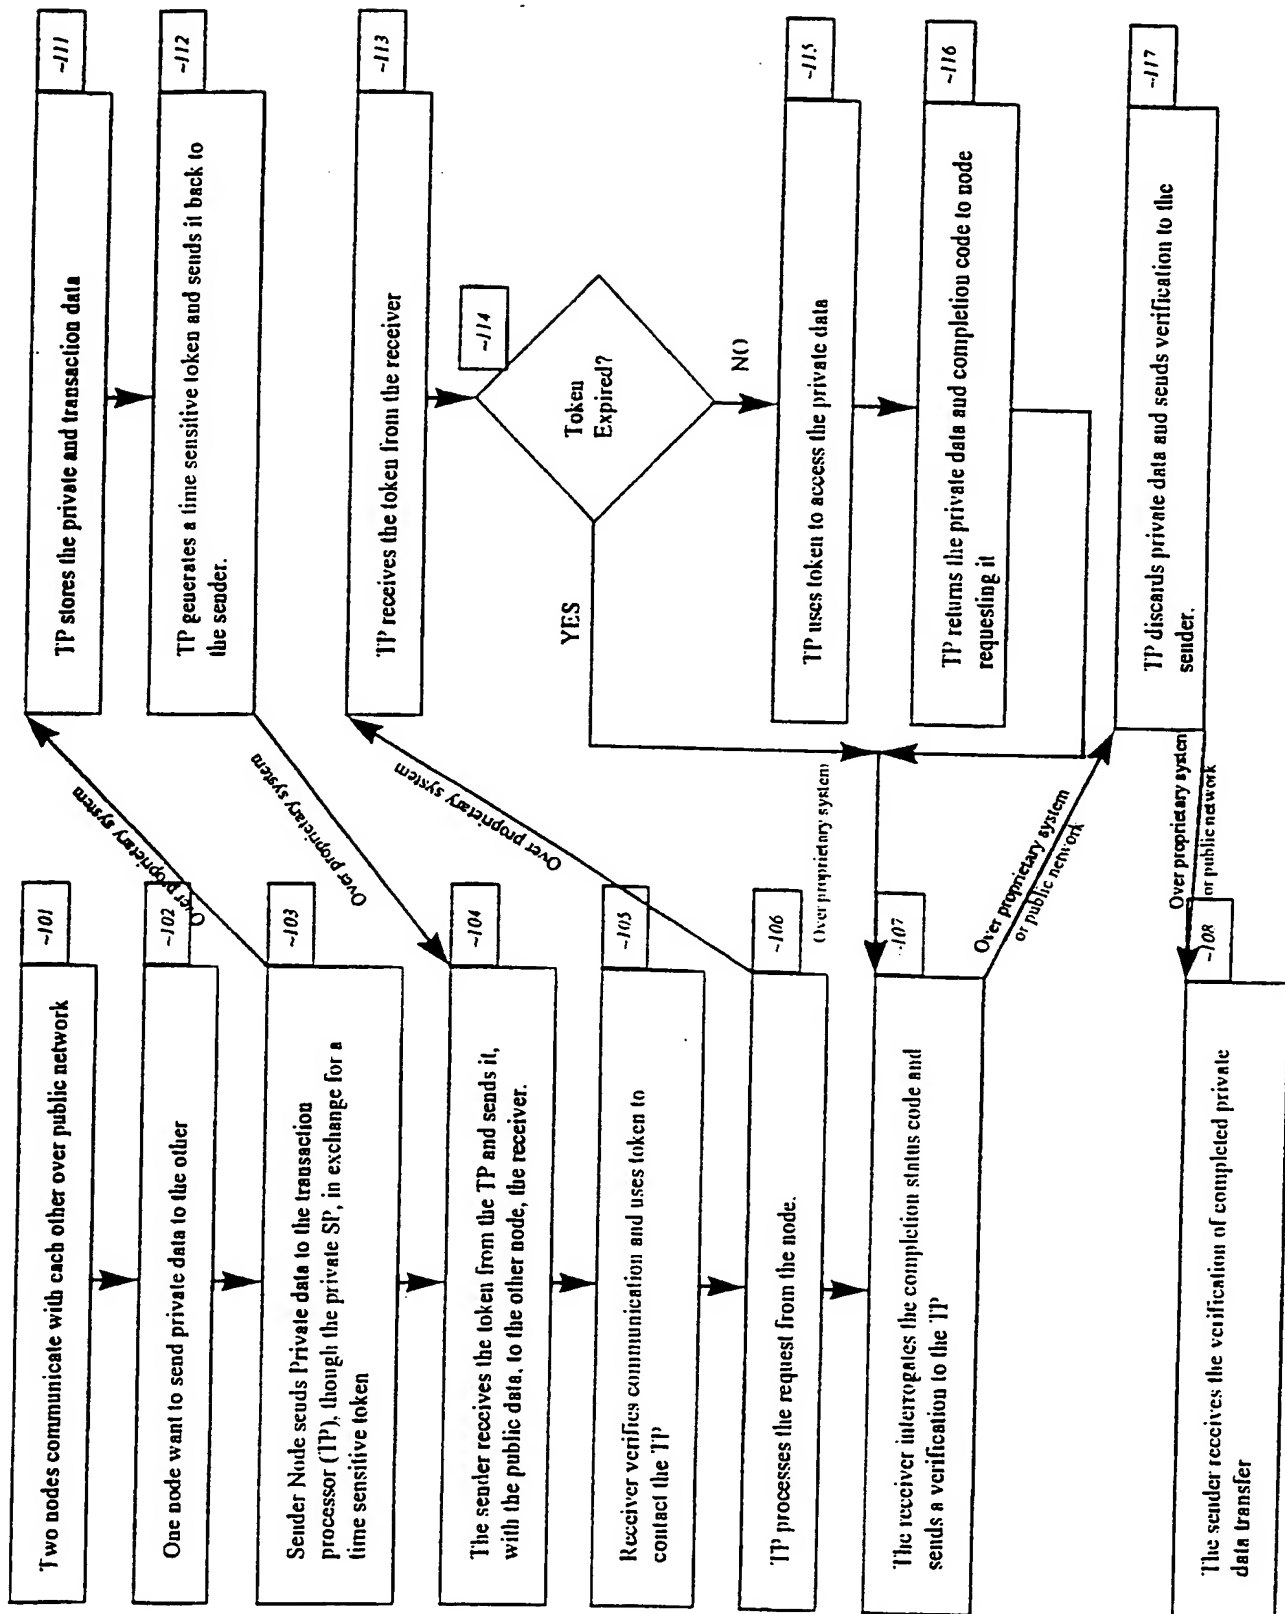 ~101
Two nodes communicate with each other over public network
~102
One node want to send private data to the other
~103
Sender Node sends Private data to the transaction
processor (TP), though the private SP, in exchange for a
time sensitive token
~104
The sender receives the token from the TP and sends it,
with the public data, to the other node, the receiver.
~105
Receiver verifies communication and uses token to
contact the TP
~106
TP processes the request from the node.
~107
The receiver interrogates the completion status code and
sends a verification to the TP
~108
The sender receives the verification of completed private
data transfer
Over proprietary system
Over proprietary system
Over proprietary system
(Over proprietary system)
Over proprietary system
or public network
Over proprietary system
or public network
~111
TP stores the private and transaction data
~112
TP generates a time sensitive token and sends it back to
the sender.
~113
TP receives the token from the receiver
~114
Token
Expired?
YES
NO
~115
TP uses token to access the private data
~116
TP returns the private data and completion code to node
requesting it
~117
TP discards private data and sends verification to the
sender.